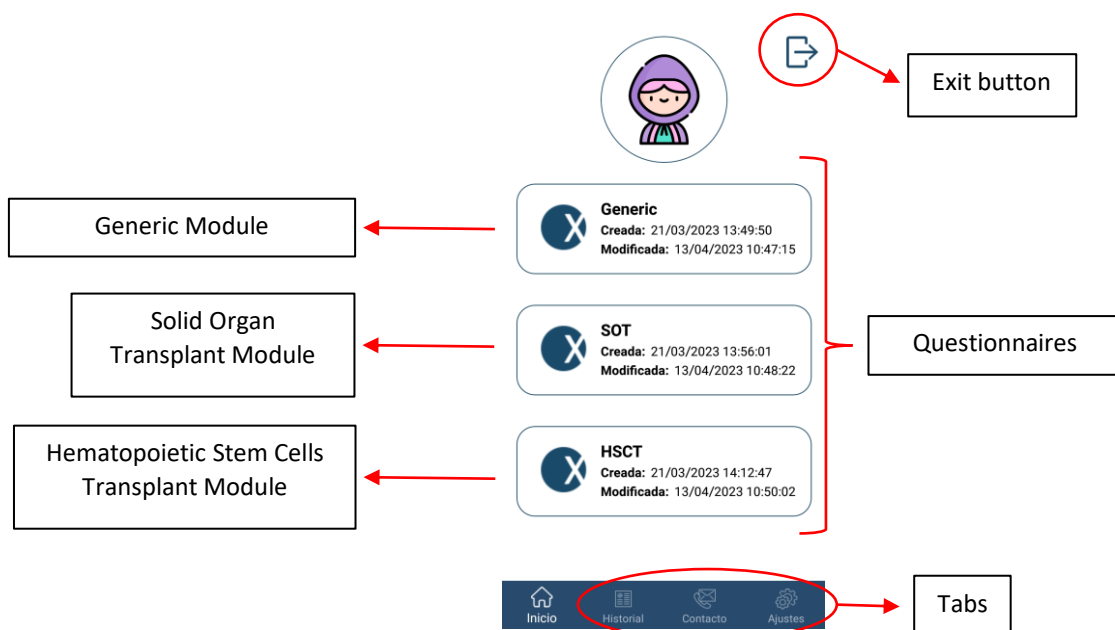 Exit button
Generic Module
Generic
Creada: 21/03/2023 13:49:50
Modificada: 13/04/2023 10:47:15
Solid Organ
Transplant Module
SOT
Creada: 21/03/2023 13:56:01
Modificada: 13/04/2023 10:48:22
Questionnaires
Hematopoietic Stem Cells
Transplant Module
HSCT
Creada: 21/03/2023 14:12:47
Modificada: 13/04/2023 10:50:02
Inicio
Historial
Contacto
Ajustes
Tabs